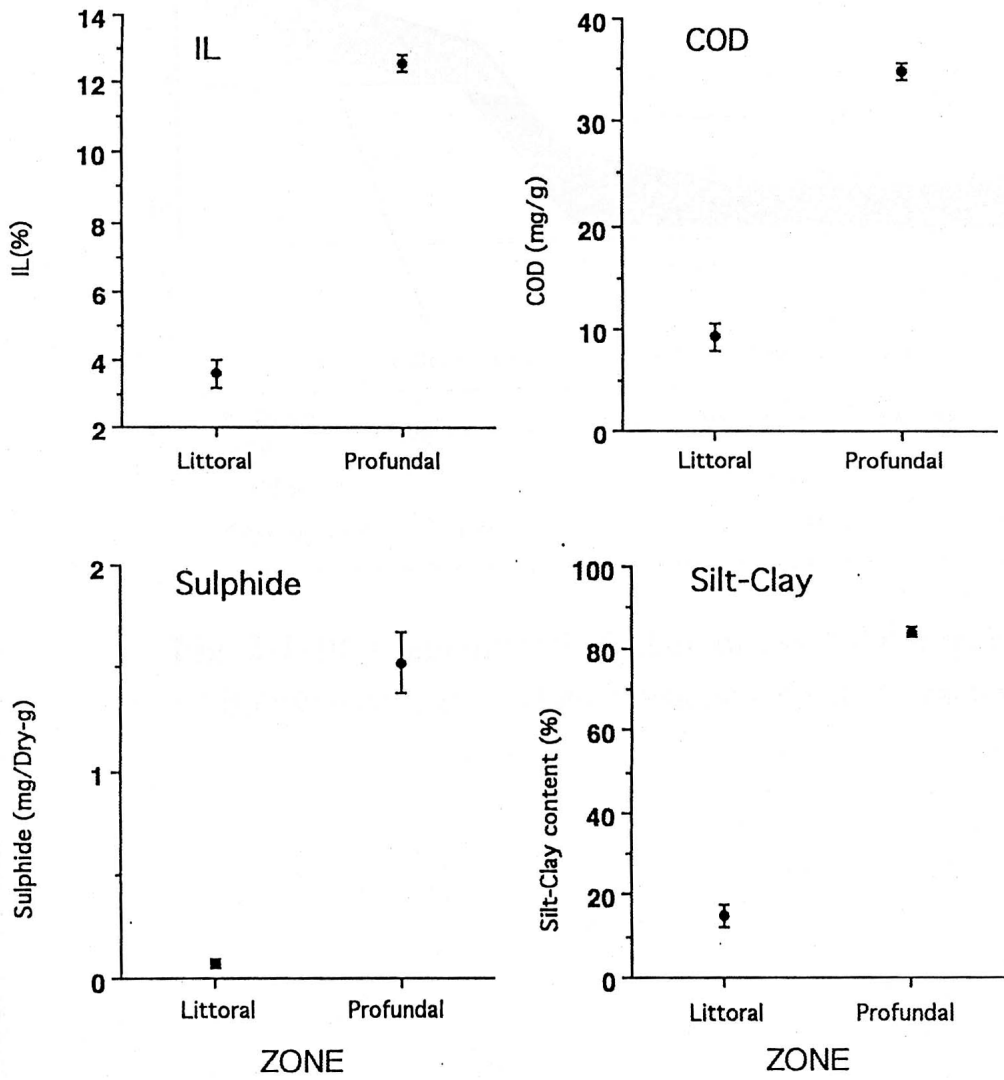 IL
IL(%)
14
12
10
8
6
4
2
Littoral Profundal
COD
COD (mg/g)
40
30
20
10
0
Littoral Profundal
Sulphide
Sulphide (mg/Dry-g)
2
1
0
Littoral Profundal
ZONE
Silt-Clay
Silt-Clay content (%)
100
80
60
40
20
0
Littoral Profundal
ZONE